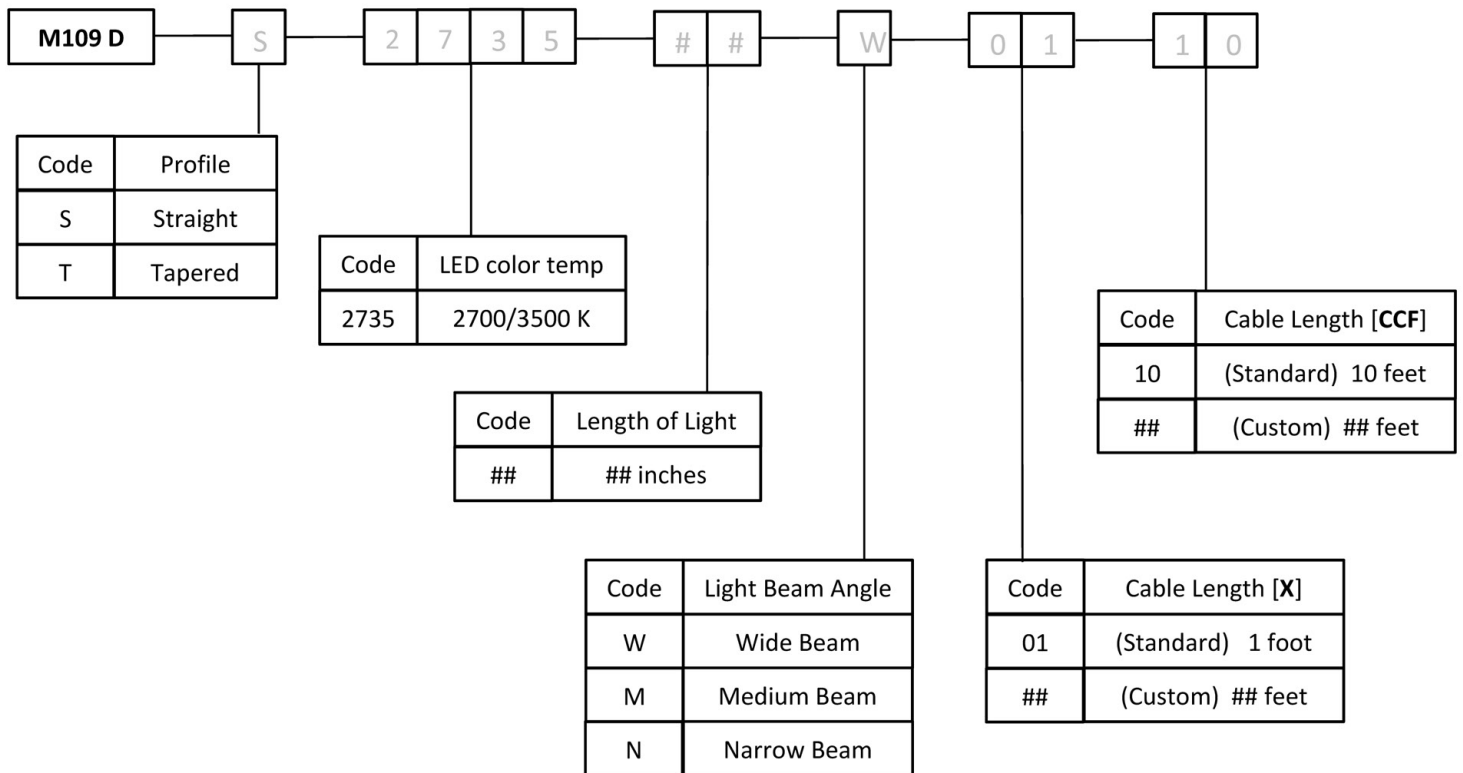 M109 D S 2 7 3 5 # # W 0 1 1 0
Code Profile
S Straight
T Tapered
Code LED color temp
2735 2700/3500 K
Code Length of Light
## ## inches
Code Light Beam Angle
W Wide Beam
M Medium Beam
N Narrow Beam
Code Cable Length [X]
01 (Standard) 1 foot
## (Custom) ## feet
Code Cable Length [CCF]
10 (Standard) 10 feet
## (Custom) ## feet